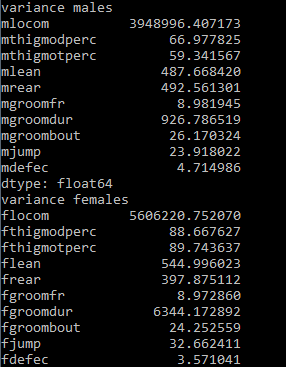 variance males
mlocom 3948996.407173
mthigmodperc 66.977825
mthigmotperc 59.341567
mlean 487.668420
mrear 492.561301
mgroomfr 8.981945
mgroomdur 926.786519
mgroombout 26.170324
mjump 23.918022
mdefec 4.714986
dtype: float64
variance females
flocom 5606220.752070
fthigmodperc 88.667627
fthigmotperc 89.743637
flean 544.996023
frear 397.875112
fgroomfr 8.972860
fgroomdur 6344.172892
fgroombout 24.252559
fjump 32.662411
fdefec 3.571041